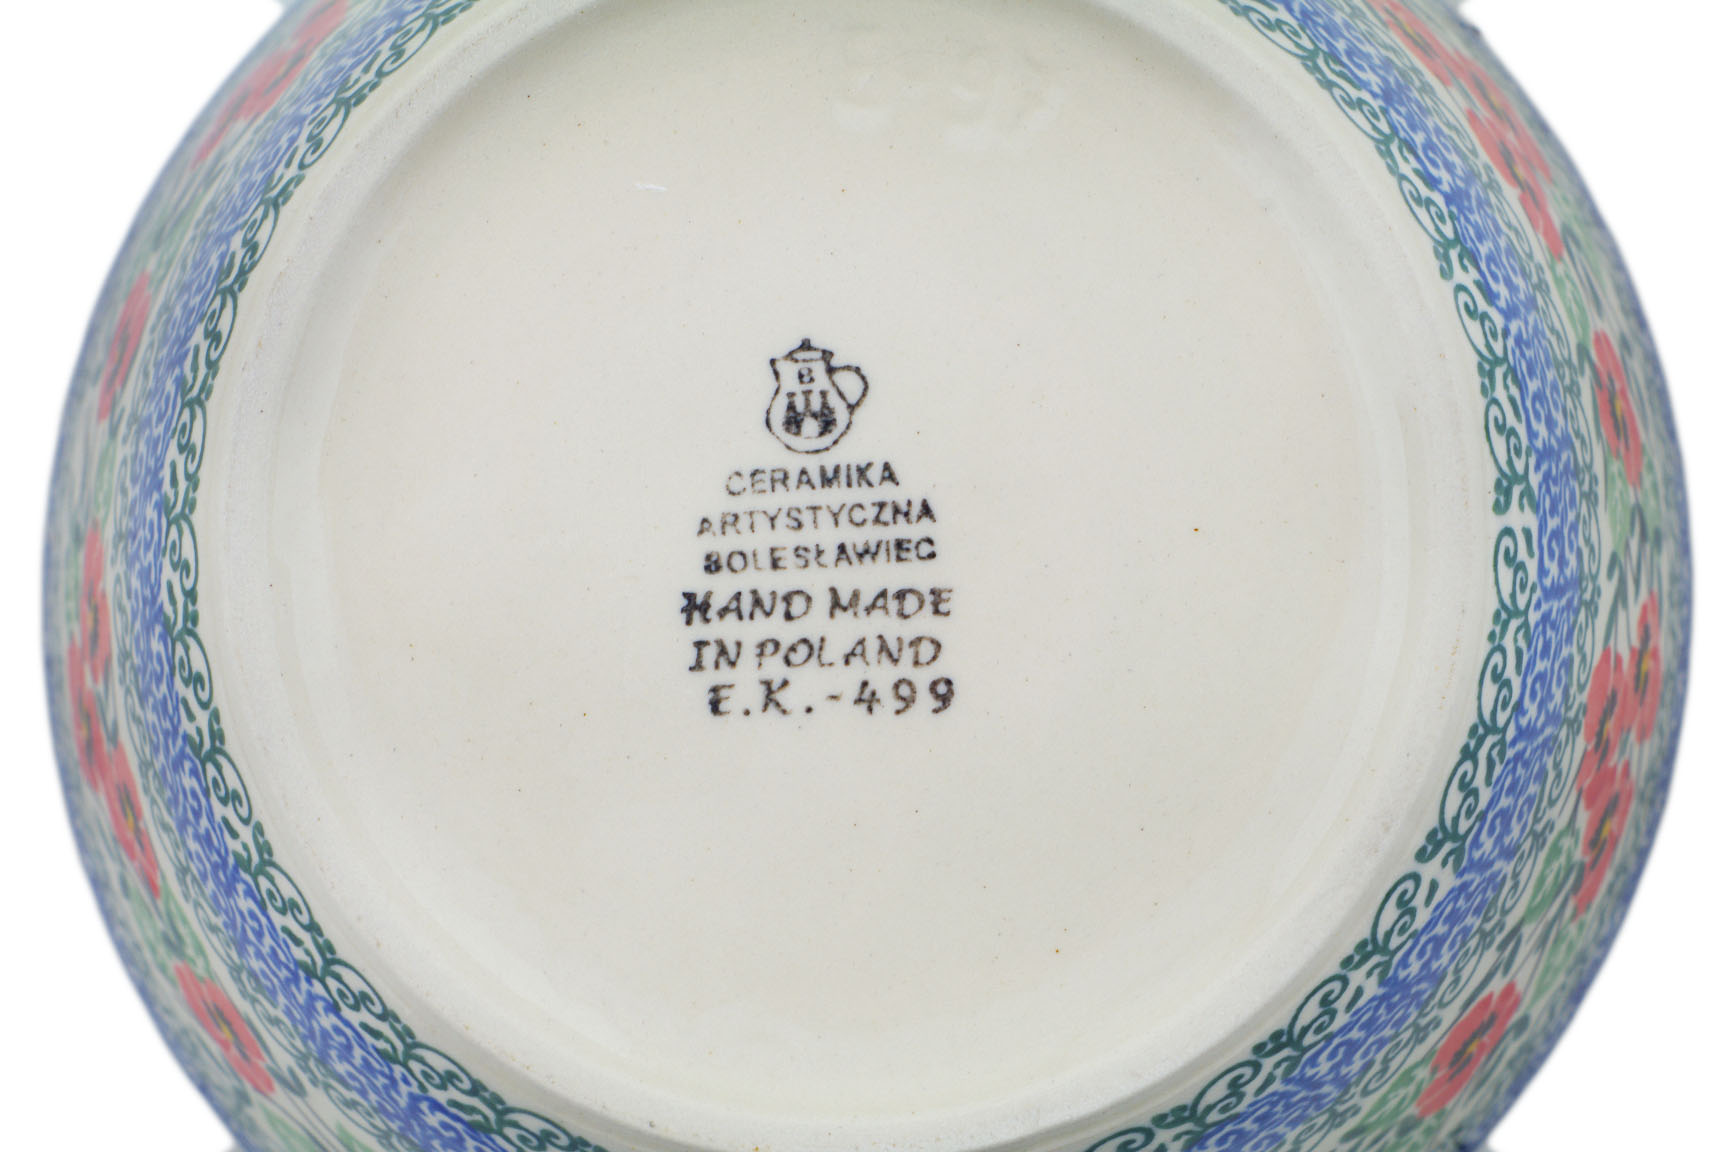 B
CERAMIKA
ARTYSTYCZNA
BOLESŁAWIEC
HAND MADE
IN POLAND
E.K.-499